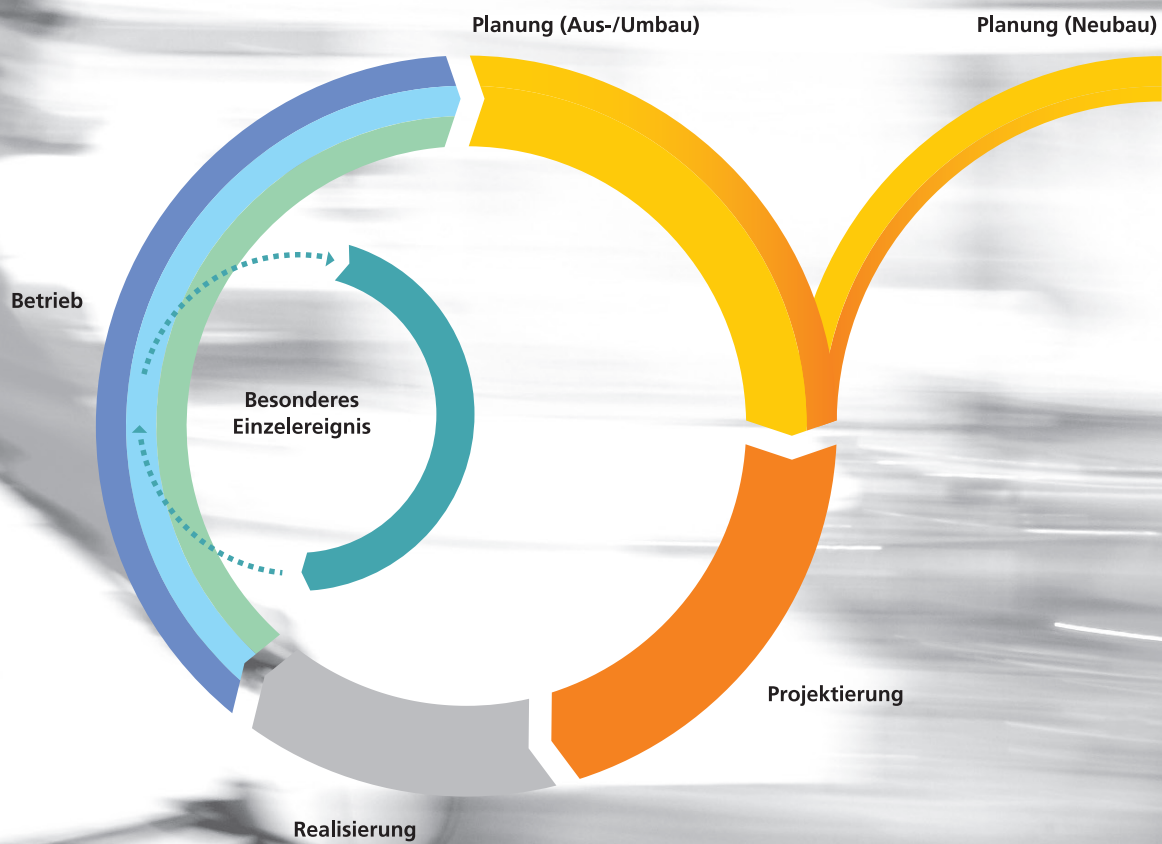 Planung (Aus-/Umbau)
Planung (Neubau)
Betrieb
Besonderes
Einzelereignis
Projektierung
Realisierung